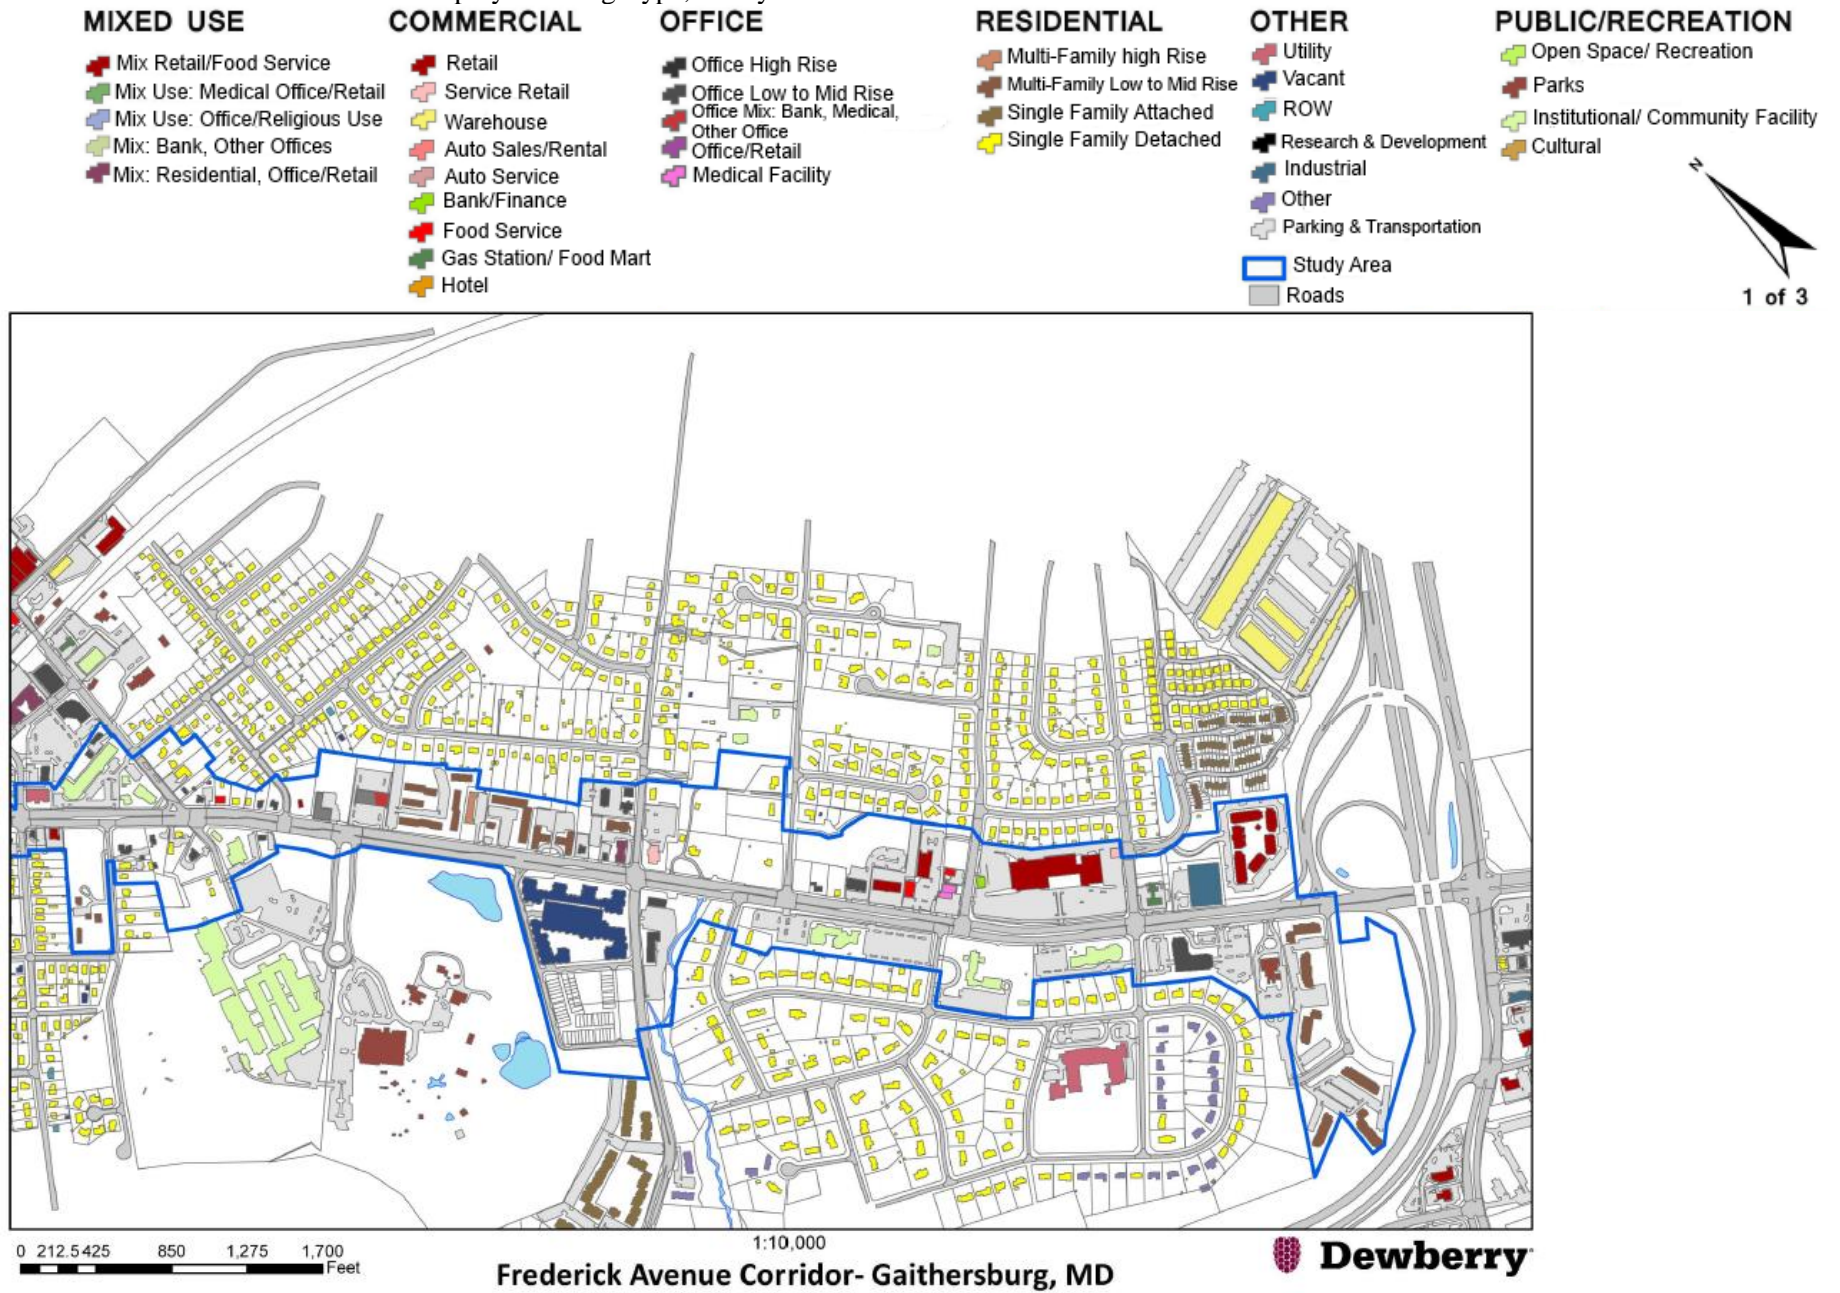 MIXED USE
Mix Retail/Food Service
Mix Use: Medical Office/Retail
Mix Use: Office/Religious Use
Mix: Bank, Other Offices
Mix: Residential, Office/Retail
COMMERCIAL
Retail
Service Retail
Warehouse
Auto Sales/Rental
Auto Service
Bank/Finance
Food Service
Gas Station/ Food Mart
Hotel
OFFICE
Office High Rise
Office Low to Mid Rise
Office Mix: Bank, Medical,
Other Office
Office/Retail
Medical Facility
RESIDENTIAL
Multi-Family high Rise
Multi-Family Low to Mid Rise
Single Family Attached
Single Family Detached
OTHER
Utility
Vacant
ROW
Research & Development
Industrial
Other
Parking & Transportation
Study Area
Roads
PUBLIC/RECREATION
Open Space/ Recreation
Parks
Institutional/ Community Facility
Cultural
N
1 of 3
0 212.5 425 850 1,275 1,700
Feet
1:10,000
Frederick Avenue Corridor- Gaithersburg, MD
Dewberry